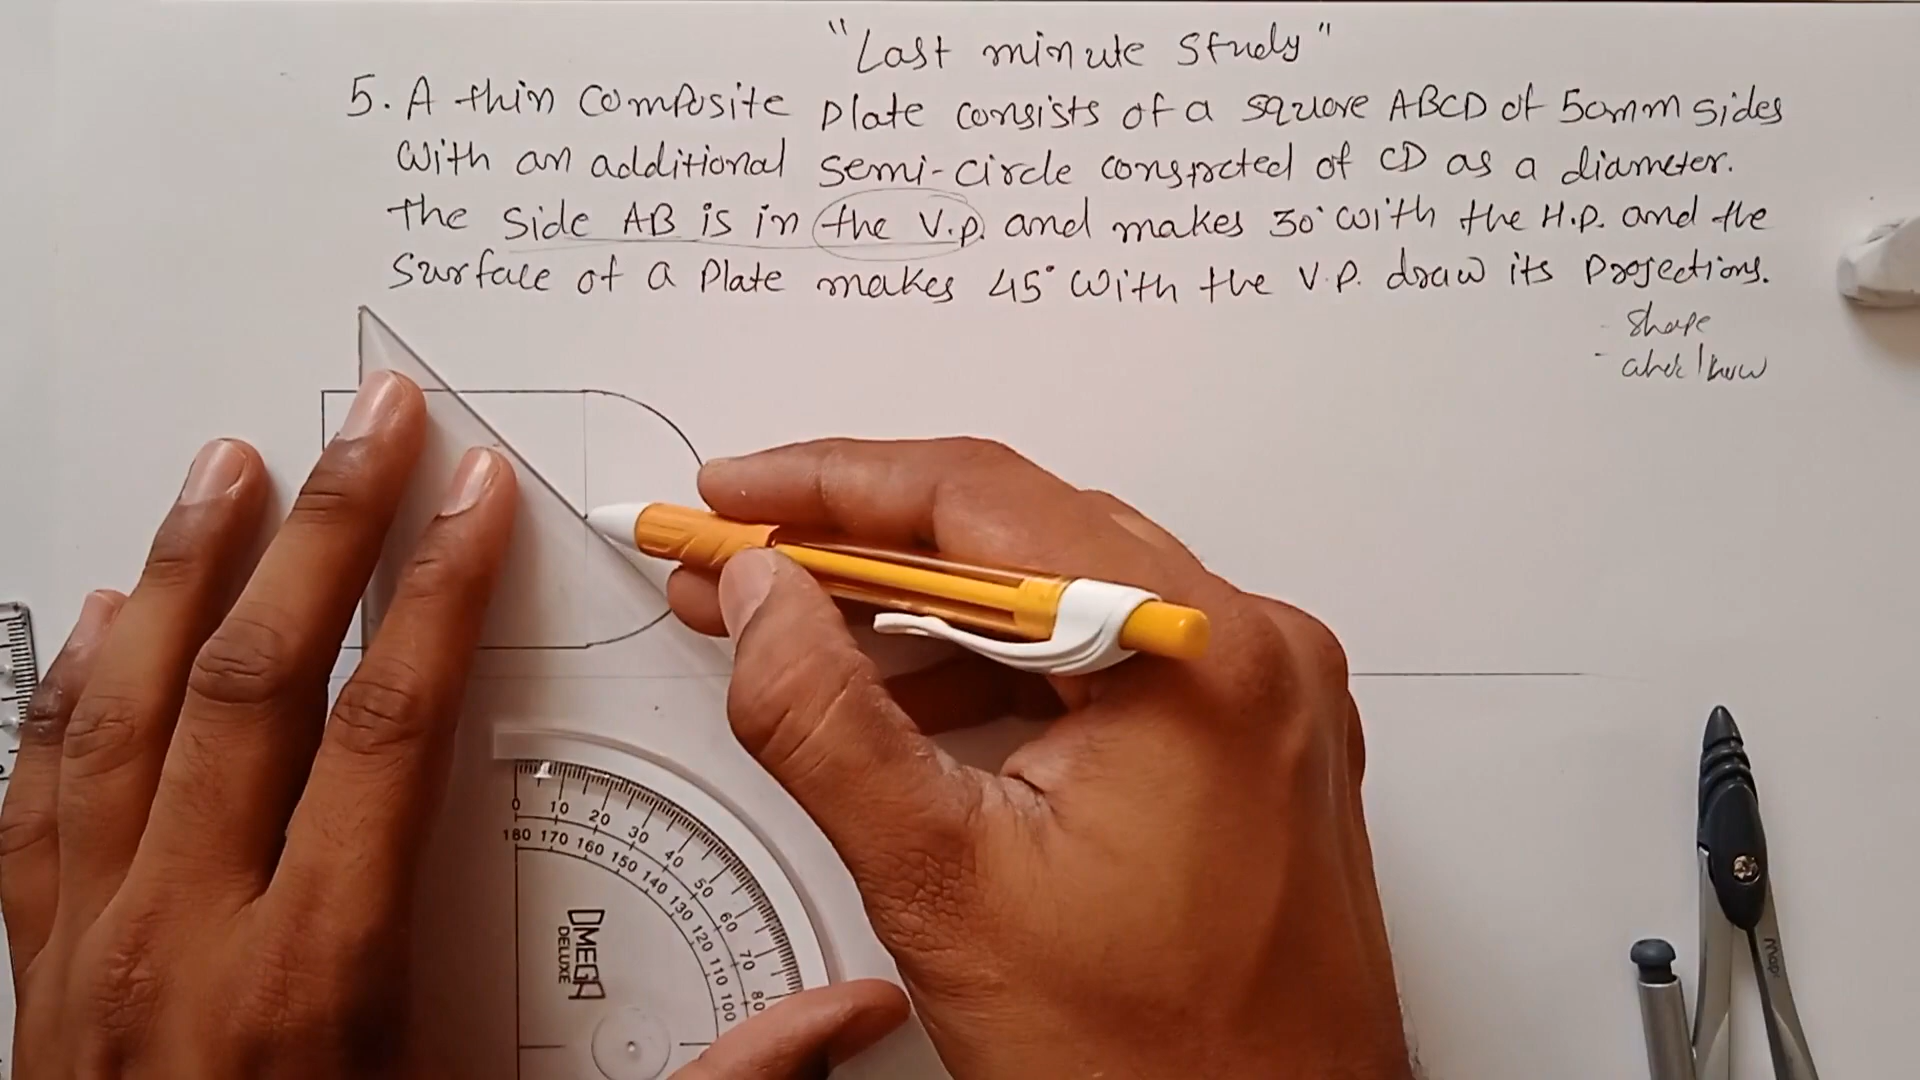 "Last minute Study"
5. A thin composite plate consists of a square ABCD of 50mm sides
with an additional semi-circle consrcted of CD as a diameter.
The side AB is in the V.P. and makes 30° with the H.P. and the
Surface of a Plate makes 45° with the V.P. draw its Projections.
- Shape
0 10 20 30 40 50 60 70 80
180 170 160 150 140 130 120 110 100
OMEGA
DELUXE
Maped